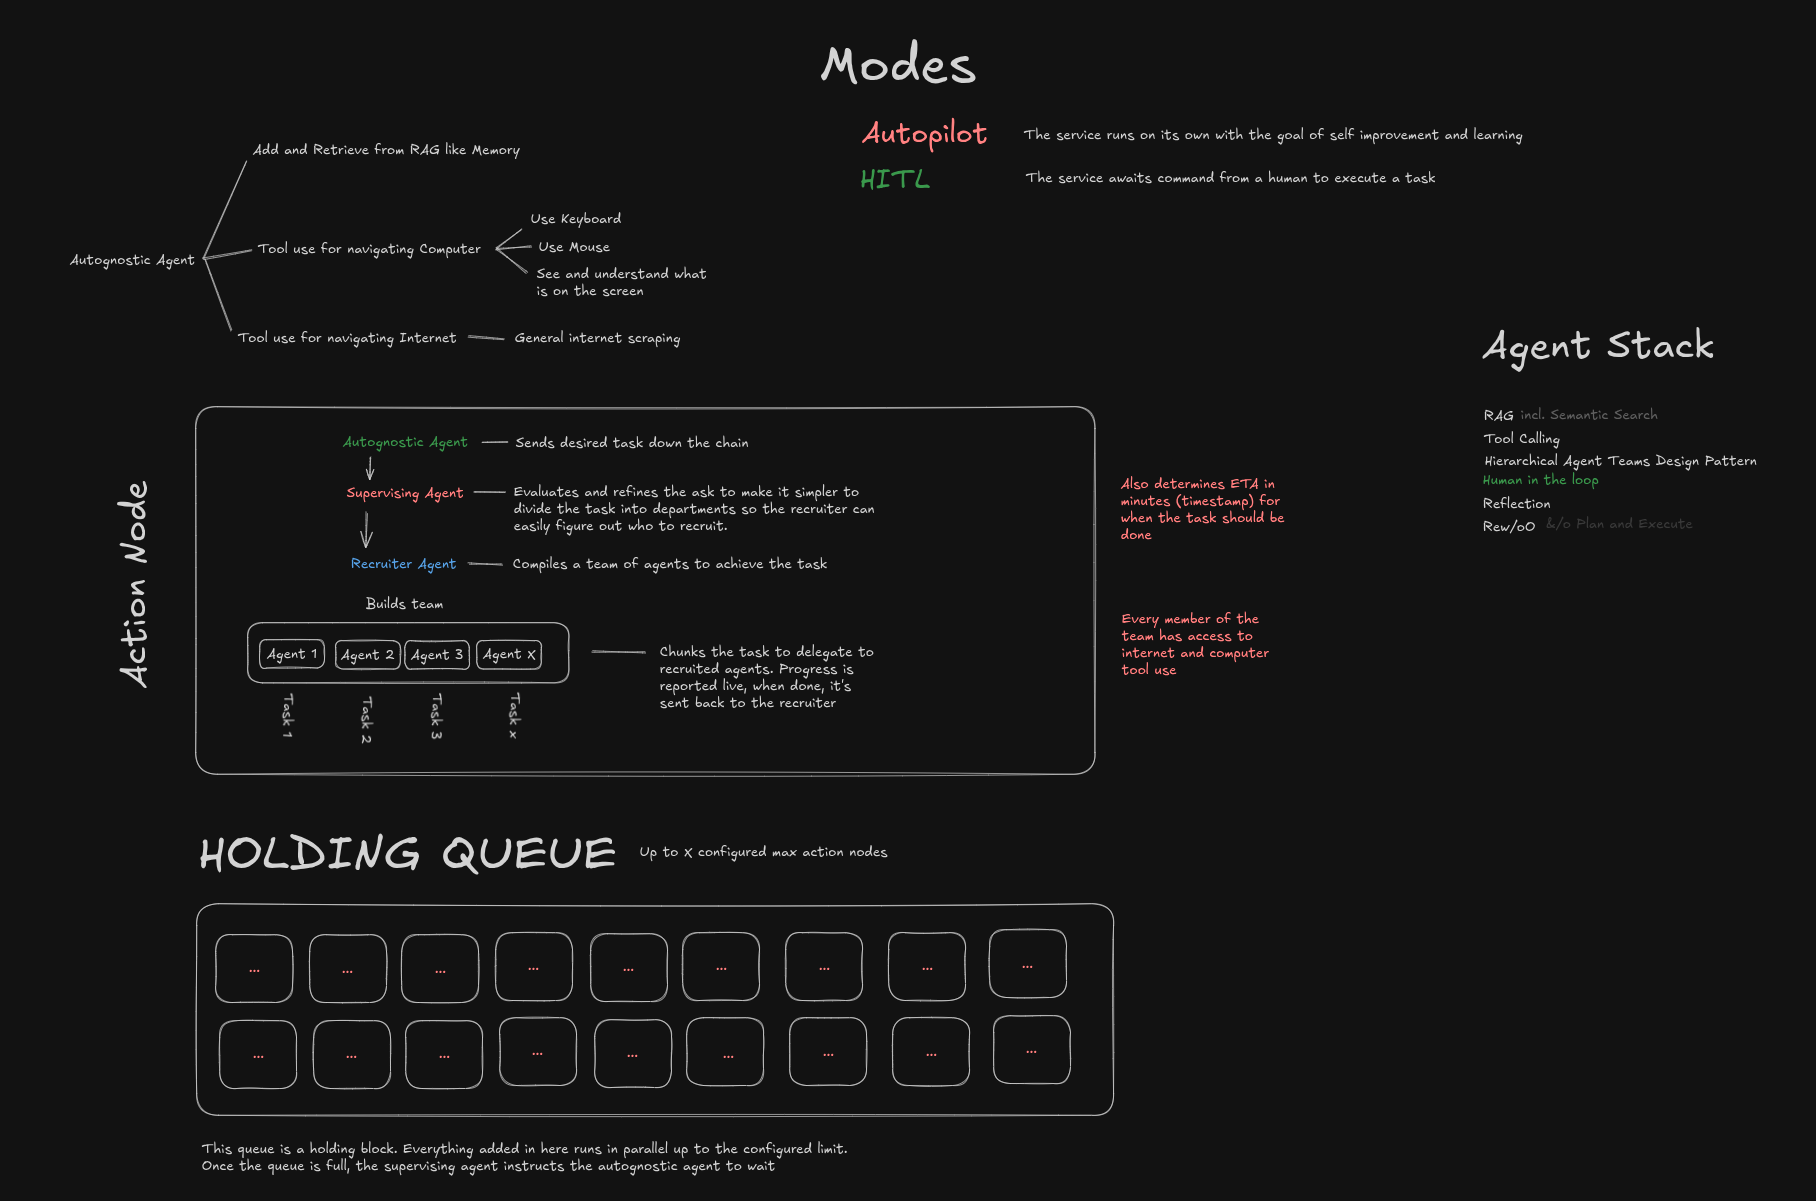 Modes
Autopilot
The service runs on its own with the goal of self improvement and learning
HITL
The service awaits command from a human to execute a task
Add and Retrieve from RAG like Memory
Autognostic Agent
Tool use for navigating Computer
Use Keyboard
Use Mouse
See and understand what
is on the screen
Tool use for navigating Internet
General internet scraping
Agent Stack
RAG incl. Semantic Search
Tool Calling
Hierarchical Agent Teams Design Pattern
Human in the loop
Reflection
Rew/oO &/o Plan and Execute
Action Node
Autognostic Agent
Sends desired task down the chain
Supervising Agent
Evaluates and refines the ask to make it simpler to
divide the task into departments so the recruiter can
easily figure out who to recruit.
Recruiter Agent
Compiles a team of agents to achieve the task
Builds team
Agent 1
Agent 2
Agent 3
Agent X
Task 1
Task 2
Task 3
Task x
Chunks the task to delegate to
recruited agents. Progress is
reported live, when done, it's
sent back to the recruiter
Also determines ETA in
minutes (timestamp) for
when the task should be
done
Every member of the
team has access to
internet and computer
tool use
HOLDING QUEUE
Up to X configured max action nodes
... ... ... ... ... ... ... ... ...
... ... ... ... ... ... ... ... ...
This queue is a holding block. Everything added in here runs in parallel up to the configured limit.
Once the queue is full, the supervising agent instructs the autognostic agent to wait